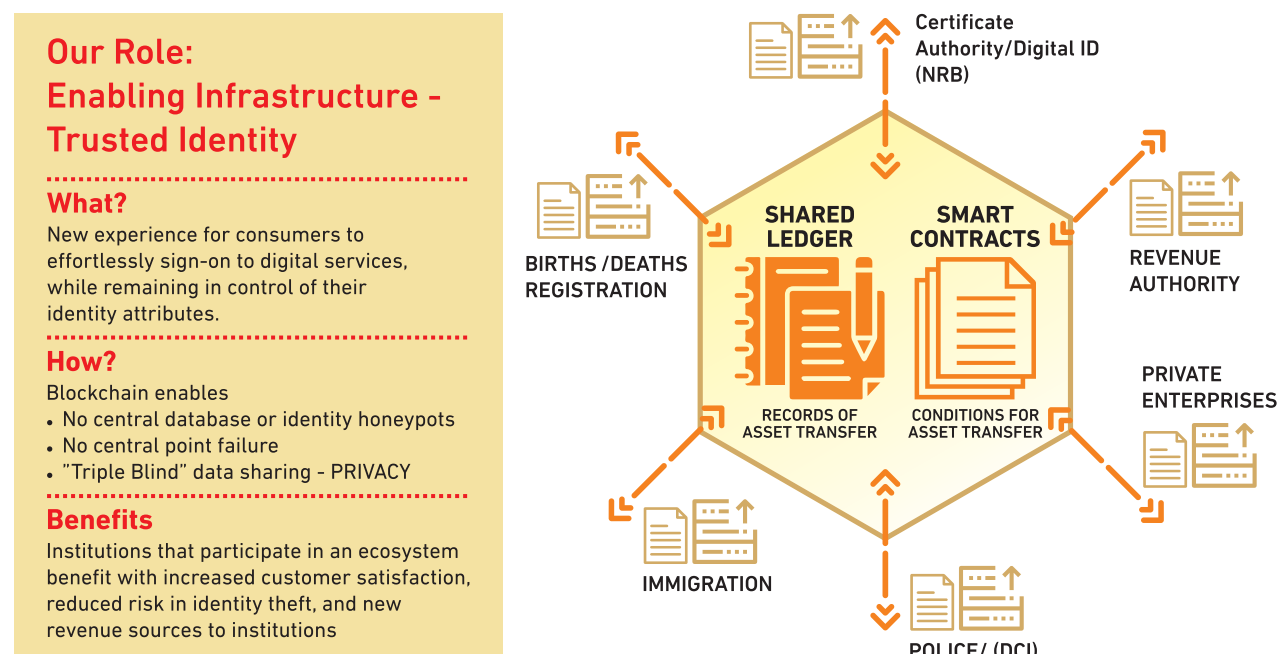 Our Role:
Enabling Infrastructure -
Trusted Identity
What?
New experience for consumers to
effortlessly sign-on to digital services,
while remaining in control of their
identity attributes.
How?
Blockchain enables
• No central database or identity honeypots
• No central point failure
• ”Triple Blind” data sharing - PRIVACY
Benefits
Institutions that participate in an ecosystem
benefit with increased customer satisfaction,
reduced risk in identity theft, and new
revenue sources to institutions
Certificate
Authority/Digital ID
(NRB)
BIRTHS /DEATHS
REGISTRATION
SHARED
LEDGER
SMART
CONTRACTS
REVENUE
AUTHORITY
RECORDS OF
ASSET TRANSFER
CONDITIONS FOR
ASSET TRANSFER
PRIVATE
ENTERPRISES
IMMIGRATION
POLICE/ (DCI)